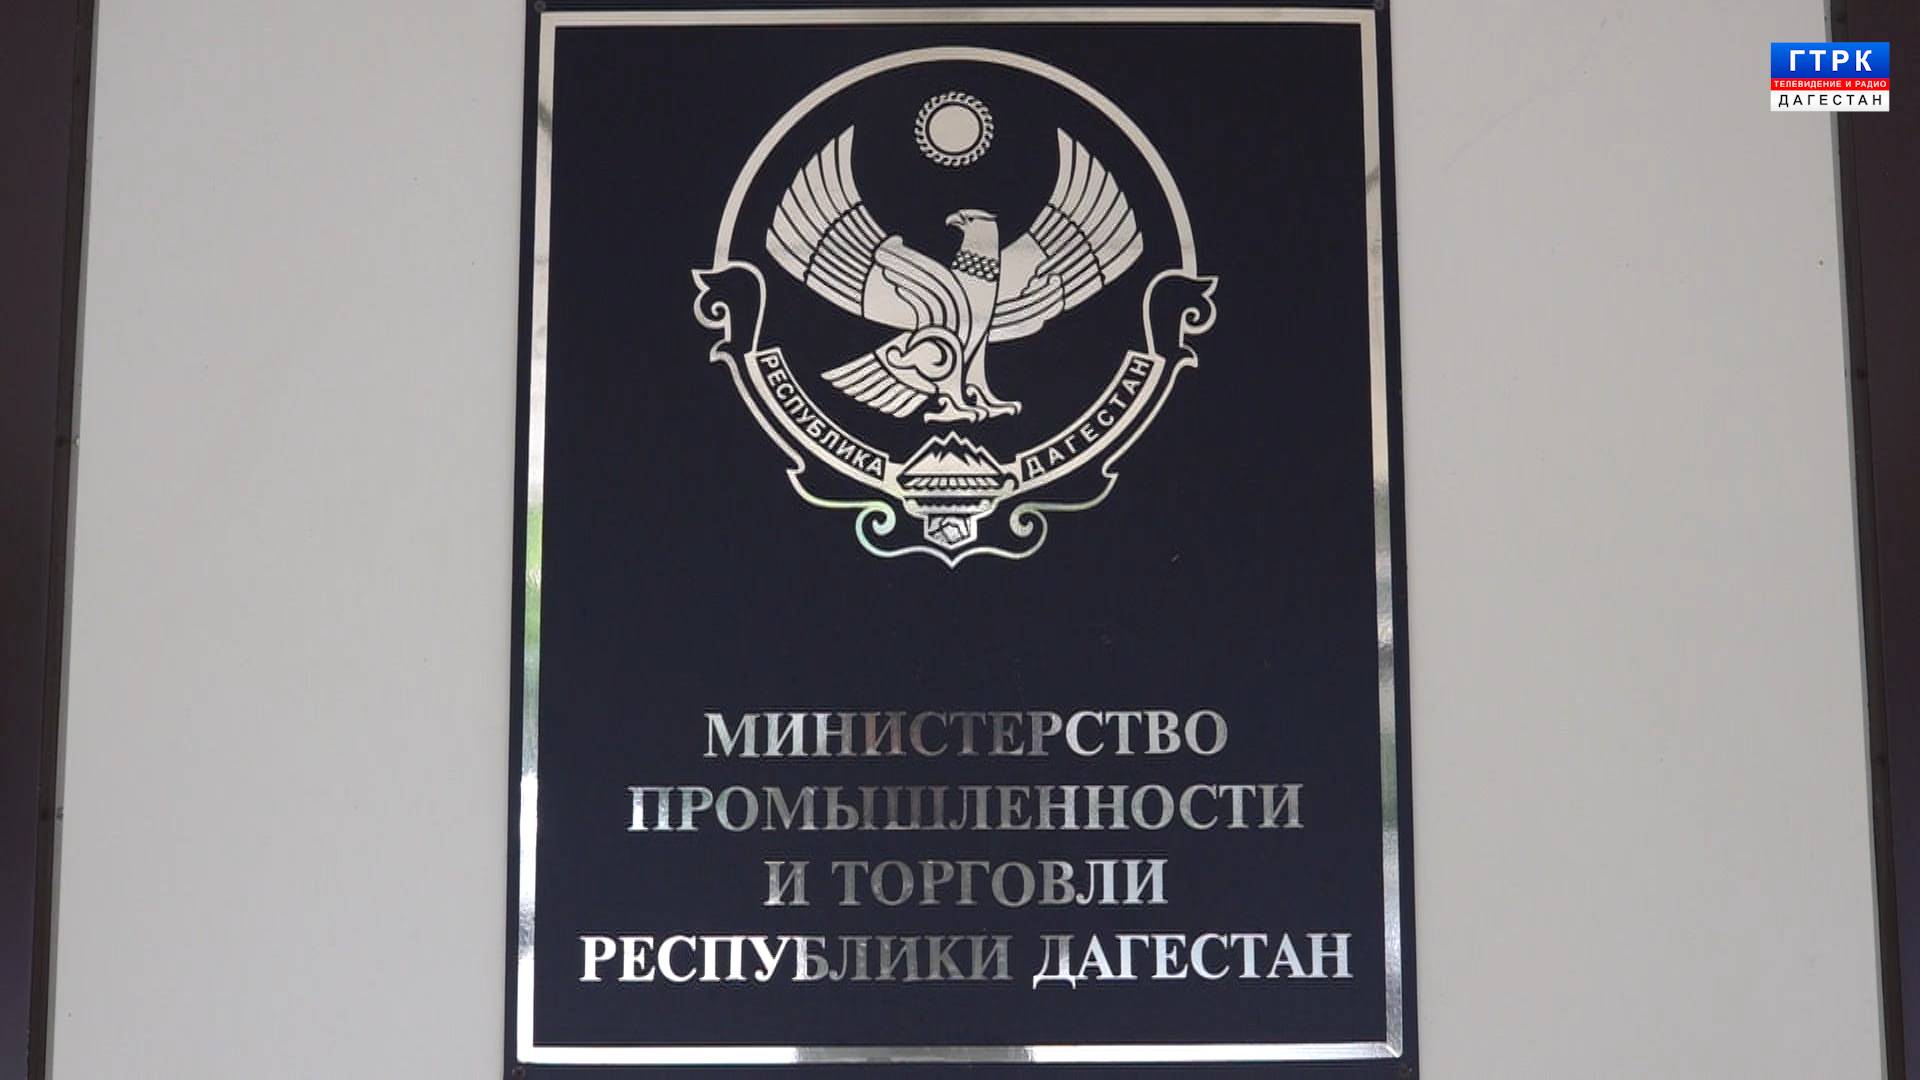 ГТРК
ТЕЛЕВИДЕНИЕ И РАДИО
ДАГЕСТАН
РЕСПУБЛИКА ДАГЕСТАН
МИНИСТЕРСТВО
ПРОМЫШЛЕННОСТИ
И ТОРГОВЛИ
РЕСПУБЛИКИ ДАГЕСТАН